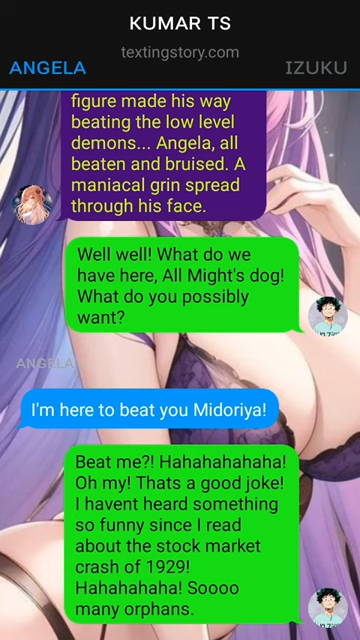 KUMAR TS
textingstory.com
ANGELA
IZUKU
figure made his way
beating the low level
demons... Angela, all
beaten and bruised. A
maniacal grin spread
through his face.
Well well! What do we
have here, All Might's dog!
What do you possibly
want?
ANGELA
I'm here to beat you Midoriya!
Beat me?! Hahahahahaha!
Oh my! Thats a good joke!
I havent heard something
so funny since I read
about the stock market
crash of 1929!
Hahahahaha! Soooo
many orphans.